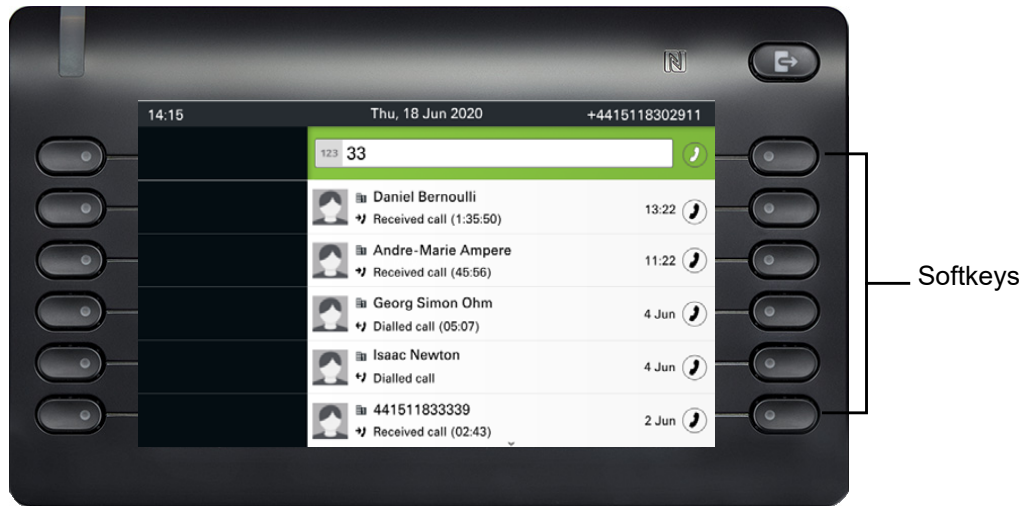 14:15 Thu, 18 Jun 2020 +4415118302911
123 33
Daniel Bernoulli
Received call (1:35:50) 13:22
Andre-Marie Ampere
Received call (45:56) 11:22
Georg Simon Ohm
Dialled call (05:07) 4 Jun
Isaac Newton
Dialled call 4 Jun
441511833339
Received call (02:43) 2 Jun
Softkeys